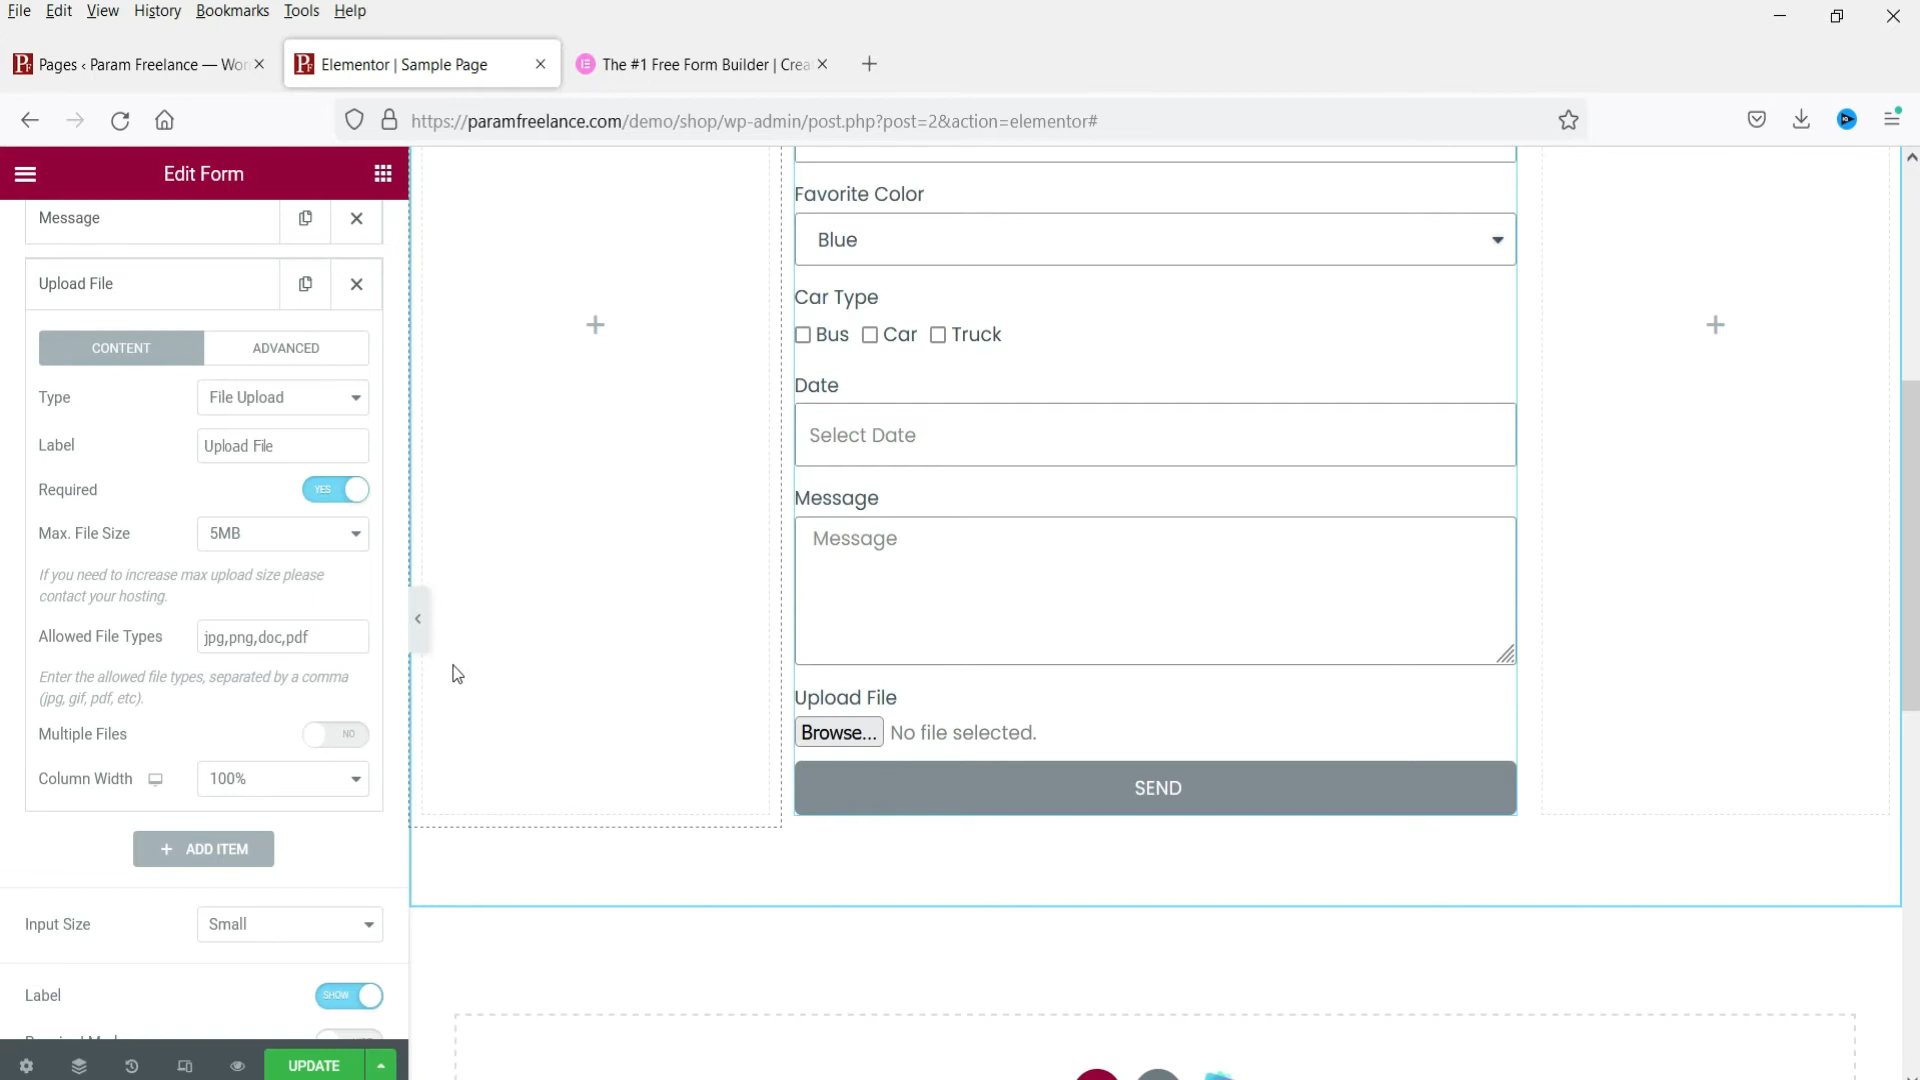 File Edit View History Bookmarks Tools Help
Pages ‹ Param Freelance — Wor
Elementor | Sample Page
The #1 Free Form Builder | Crea
https://paramfreelance.com/demo/shop/wp-admin/post.php?post=2&action=elementor#
Edit Form
Message
Upload File
CONTENT
ADVANCED
Type
File Upload
Label
Upload File
Required
YES
Max. File Size
5MB
If you need to increase max upload size please
contact your hosting.
Allowed File Types
jpg,png,doc,pdf
Enter the allowed file types, separated by a comma
(jpg, gif, pdf, etc).
Multiple Files
NO
Column Width
100%
+ ADD ITEM
Input Size
Small
Label
SHOW
UPDATE
Favorite Color
Blue
Car Type
Bus Car Truck
Date
Select Date
Message
Message
Upload File
Browse... No file selected.
SEND